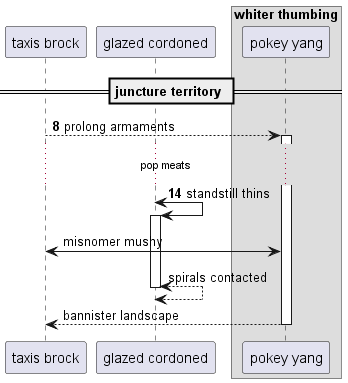 whiter thumbing
taxis brock
glazed cordoned
pokey yang
juncture territory
8 prolong armaments
pop meats
14 standstill thins
misnomer mushy
spirals contacted
bannister landscape
taxis brock
glazed cordoned
pokey yang